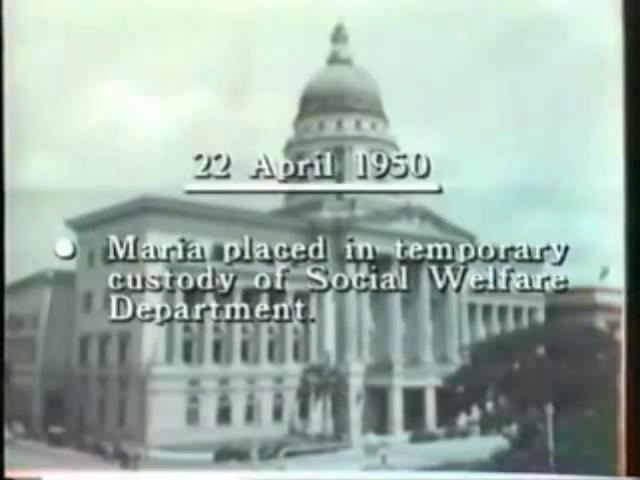 22 April 1950
• Maria placed in temporary
custody of Social Welfare
Department.